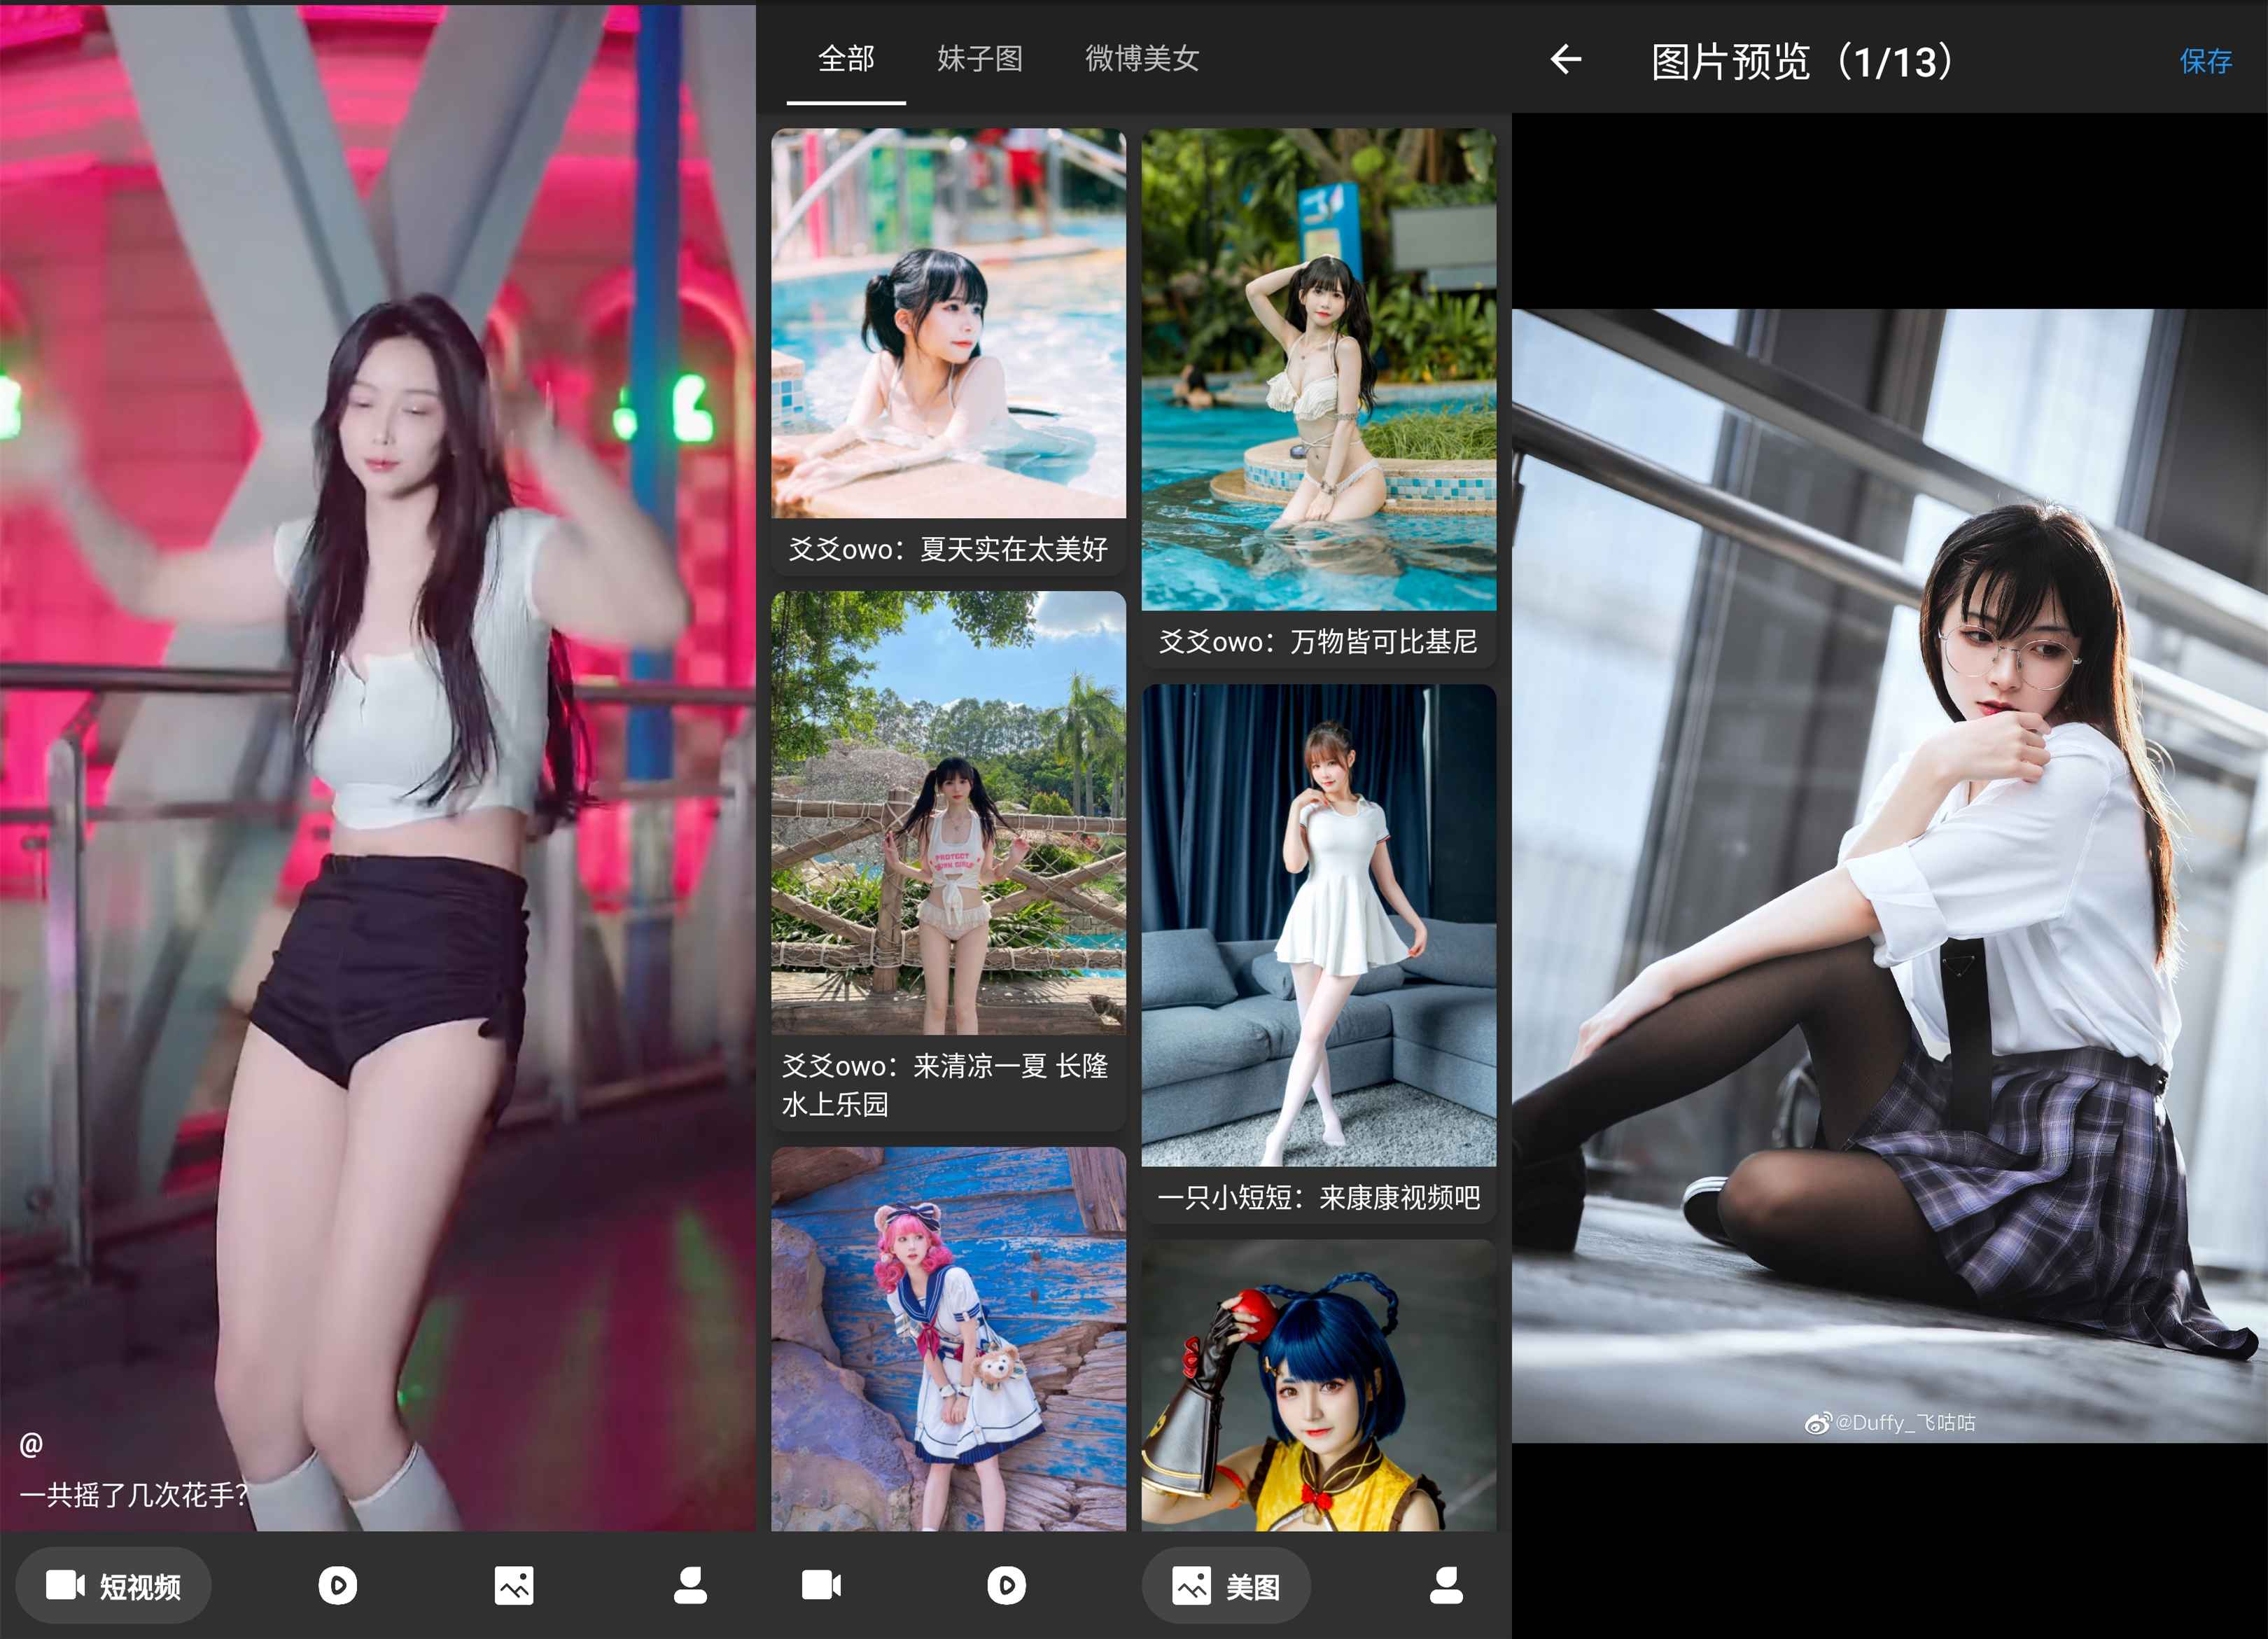 @
一共摇了几次花手?
短视频
全部 妹子图 微博美女
爻爻owo：夏天实在太美好
爻爻owo：万物皆可比基尼
PROTECT
GIRLS
爻爻owo：来清凉一夏 长隆
水上乐园
一只小短短：来康康视频吧
美图
图片预览（1/13）
保存
@Duffy_飞咕咕